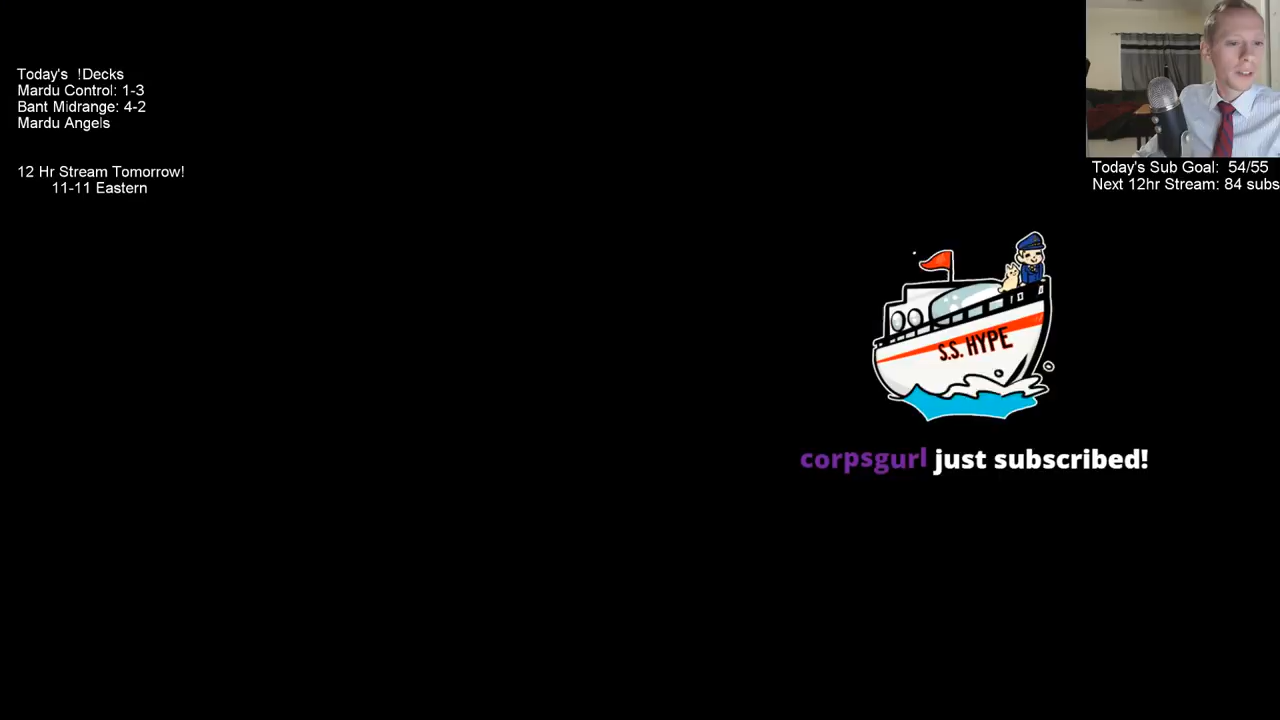 Today's  !Decks
Mardu Control: 1-3
Bant Midrange: 4-2
Mardu Angels
12 Hr Stream Tomorrow!
11-11 Eastern
Today's Sub Goal:  54/55
Next 12hr Stream: 84 subs
S.S. HYPE
corpsgurl just subscribed!